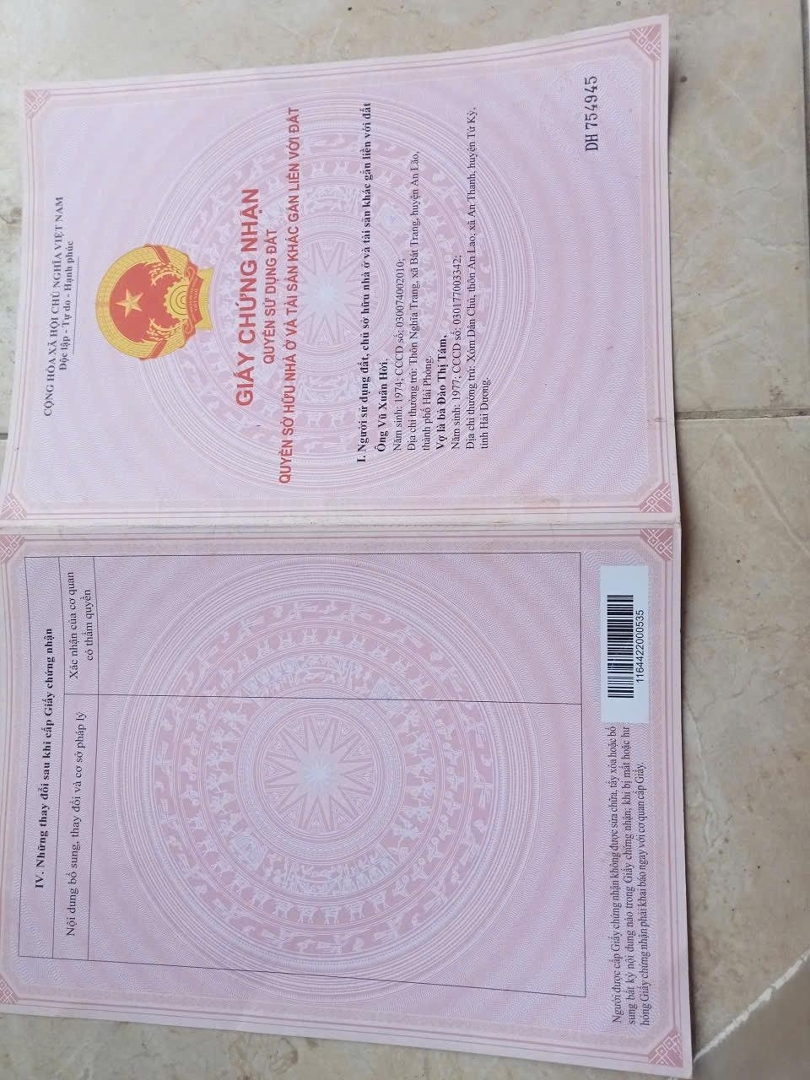 CỘNG HÒA XÃ HỘI CHỦ NGHĨA VIỆT NAM
Độc lập - Tự do - Hạnh phúc
GIẤY CHỨNG NHẬN
QUYỀN SỬ DỤNG ĐẤT
QUYỀN SỞ HỮU NHÀ Ở VÀ TÀI SẢN KHÁC GẮN LIỀN VỚI ĐẤT
I. Người sử dụng đất, chủ sở hữu nhà ở và tài sản khác gắn liền với đất
Ông Vũ Xuân Hời.
Năm sinh: 1974; CCCD số: 030074002010;
Địa chỉ thường trú: Thôn Nghĩa Trang, xã Bát Trang, huyện An Lão,
thành phố Hải Phòng.
Vợ là bà Đào Thị Tám,
Năm sinh: 1977; CCCD số: 030177003342;
Địa chỉ thường trú: Xóm Dân Chủ, thôn An Lao, xã An Thanh, huyện Tứ Kỳ,
tỉnh Hải Dương.
DH 754945
IV. Những thay đổi sau khi cấp Giấy chứng nhận
Nội dung bổ sung, thay đổi và cơ sở pháp lý
Xác nhận của cơ quan
có thẩm quyền
Người được cấp Giấy chứng nhận không được sửa chữa, tẩy xóa hoặc bổ
sung bất kỳ nội dung nào trong Giấy chứng nhận; khi bị mất hoặc hư
hỏng Giấy chứng nhận phải khai báo ngay với cơ quan cấp Giấy.
1164422000535